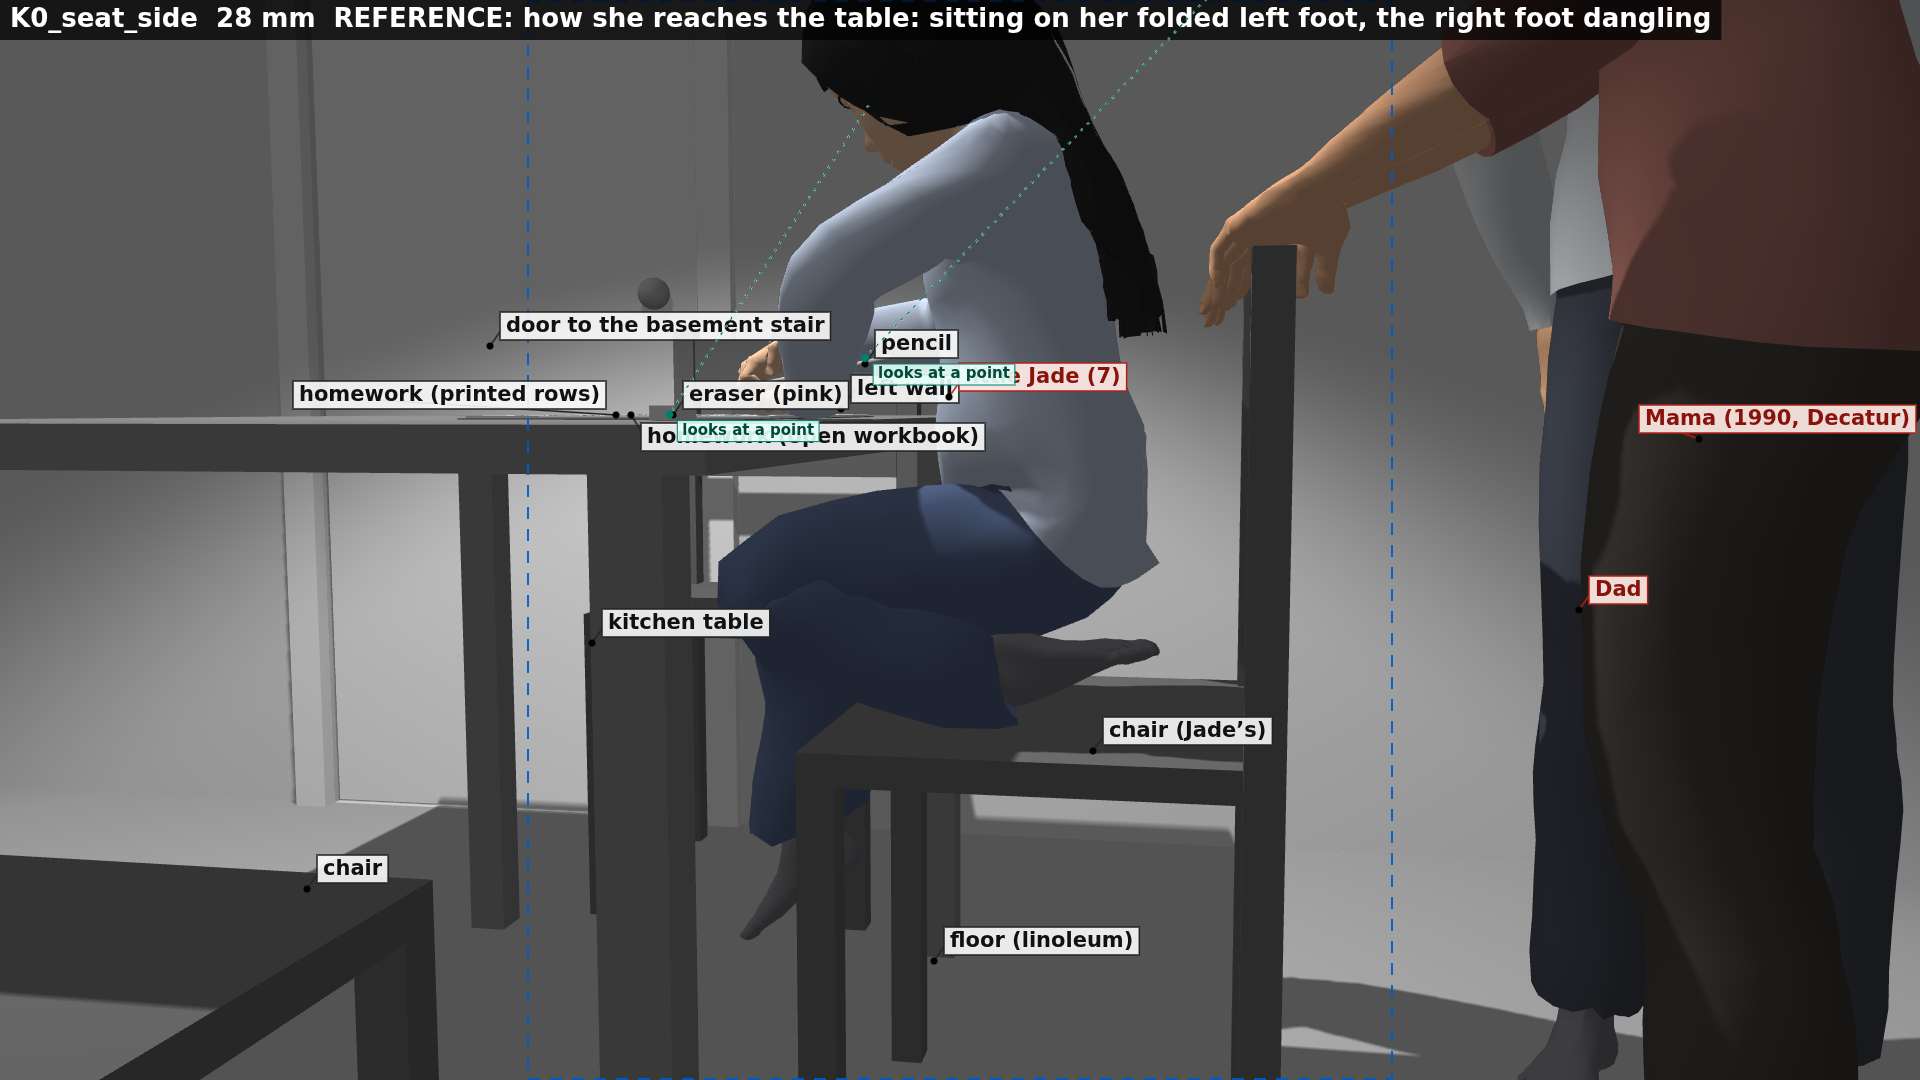 K0_seat_side 28 mm REFERENCE: how she reaches the table: sitting on her folded left foot, the right foot dangling
door to the basement stair
pencil
looks at a point
Jade (7)
left wall
homework (printed rows)
eraser (pink)
looks at a point
workbook)
Mama (1990, Decatur)
Dad
kitchen table
chair (Jade’s)
chair
floor (linoleum)